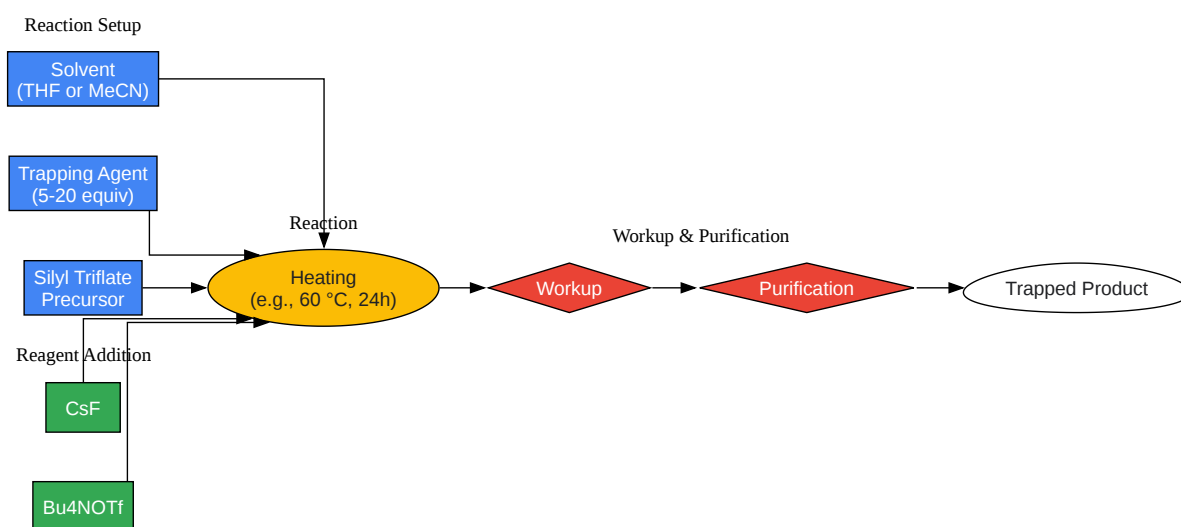 Reaction Setup
Solvent
(THF or MeCN)
Trapping Agent
(5-20 equiv)
Reaction
Workup & Purification
Silyl Triflate
Precursor
Heating
(e.g., 60 °C, 24h)
Workup
Purification
Trapped Product
Reagent Addition
CsF
Bu4NOTf